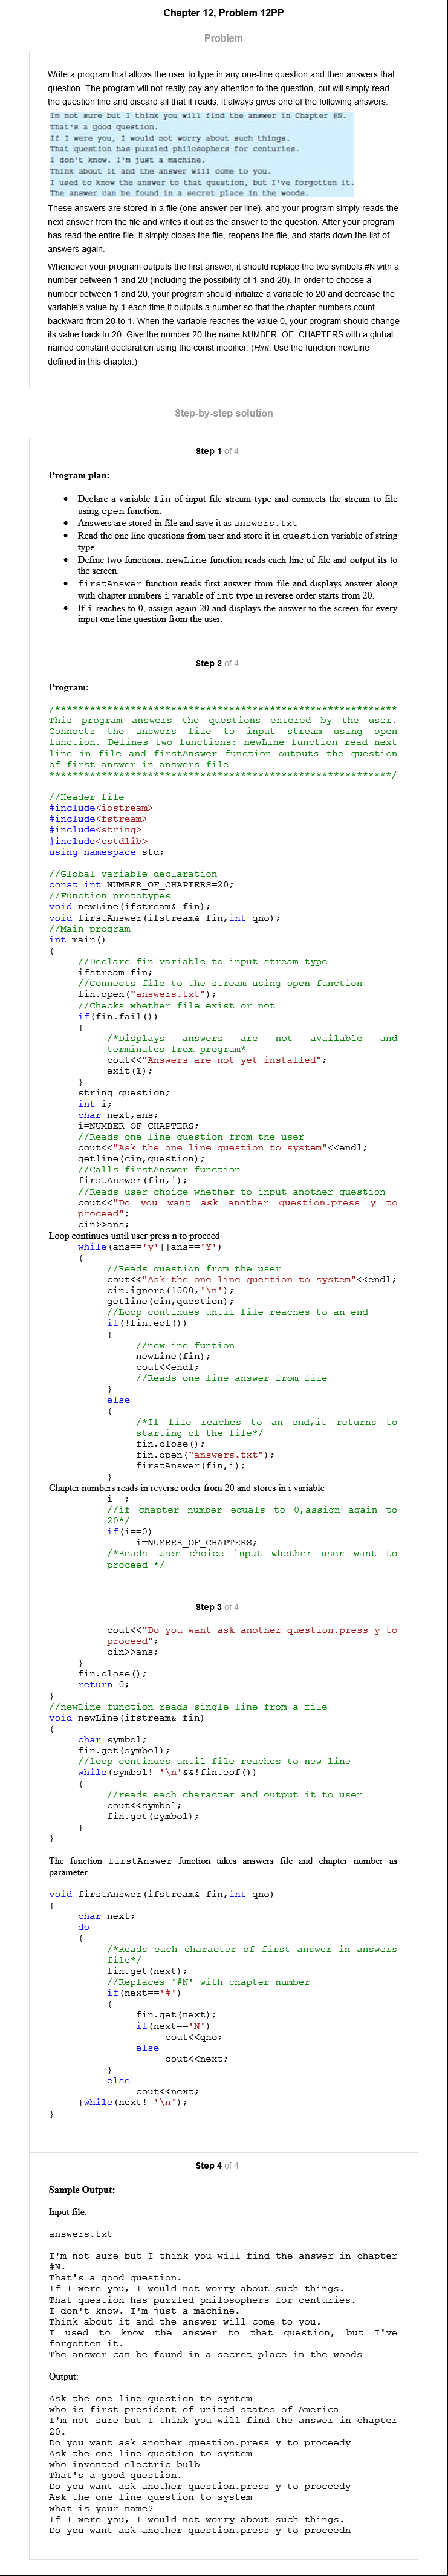 Chapter 12, Problem 12PP
Problem
Write a program that allows the user to type in any one-line question and then answers that
question. The program will not really pay any attention to the question, but will simply read
the question line and discard all that it reads. It always gives one of the following answers:
Im not sure but I think you will find the answer in Chapter #N.
That's a good question.
If I were you, I would not worry about such things.
That question has puzzled philosophers for centuries.
I don't know. I'm just a machine.
Think about it and the answer will come to you.
I used to know the answer to that question, but I've forgotten it.
The answer can be found in a secret place in the woods.
These answers are stored in a file (one answer per line), and your program simply reads the
next answer from the file and writes it out as the answer to the question. After your program
has read the entire file, it simply closes the file, reopens the file, and starts down the list of
answers again.
Whenever your program outputs the first answer, it should replace the two symbols #N with a
number between 1 and 20 (including the possibility of 1 and 20). In order to choose a
number between 1 and 20, your program should initialize a variable to 20 and decrease the
variable's value by 1 each time it outputs a number so that the chapter numbers count
backward from 20 to 1. When the variable reaches the value 0, your program should change
its value back to 20. Give the number 20 the name NUMBER_OF_CHAPTERS with a global
named constant declaration using the const modifier. (Hint: Use the function newLine
defined in this chapter.)
Step-by-step solution
Step 1 of 4
Program plan:
• Declare a variable fin of input file stream type and connects the stream to file
using open function.
• Answers are stored in file and save it as answers.txt
• Read the one line questions from user and store it in question variable of string
type.
• Define two functions: newLine function reads each line of file and output its to
the screen.
• firstAnswer function reads first answer from file and displays answer along
with chapter numbers i variable of int type in reverse order starts from 20.
• If i reaches to 0, assign again 20 and displays the answer to the screen for every
input one line question from the user.
Step 2 of 4
Program:
/***********************************************************
This program answers the questions entered by the user.
Connects the answers file to input stream using open
function. Defines two functions: newLine function read next
line in file and firstAnswer function outputs the question
of first answer in answers file
***********************************************************/
//Header file
#include<iostream>
#include<fstream>
#include<string>
#include<cstdlib>
using namespace std;
//Global variable declaration
const int NUMBER_OF_CHAPTERS=20;
//Function prototypes
void newLine(ifstream& fin);
void firstAnswer(ifstream& fin,int qno);
//Main program
int main()
{
//Declare fin variable to input stream type
ifstream fin;
//Connects file to the stream using open function
fin.open("answers.txt");
//Checks whether file exist or not
if(fin.fail())
{
/*Displays answers are not available and
terminates from program*
cout<<"Answers are not yet installed";
exit(1);
}
string question;
int i;
char next,ans;
i=NUMBER_OF_CHAPTERS;
//Reads one line question from the user
cout<<"Ask the one line question to system"<<endl;
getline(cin,question);
//Calls firstAnswer function
firstAnswer(fin,i);
//Reads user choice whether to input another question
cout<<"Do you want ask another question.press y to
proceed";
cin>>ans;
Loop continues until user press n to proceed
while(ans=='y'||ans=='Y')
{
//Reads question from the user
cout<<"Ask the one line question to system"<<endl;
cin.ignore(1000,'\n');
getline(cin,question);
//Loop continues until file reaches to an end
if(!fin.eof())
{
//newLine funtion
newLine(fin);
cout<<endl;
//Reads one line answer from file
}
else
{
/*If file reaches to an end,it returns to
starting of the file*/
fin.close();
fin.open("answers.txt");
firstAnswer(fin,i);
}
Chapter numbers reads in reverse order from 20 and stores in i variable
i--;
//if chapter number equals to 0,assign again to
20*/
if(i==0)
i=NUMBER_OF_CHAPTERS;
/*Reads user choice input whether user want to
proceed */
Step 3 of 4
cout<<"Do you want ask another question.press y to
proceed";
cin>>ans;
}
fin.close();
return 0;
}
//newLine function reads single line from a file
void newLine(ifstream& fin)
{
char symbol;
fin.get(symbol);
//loop continues until file reaches to new line
while(symbol!='\n'&&!fin.eof())
{
//reads each character and output it to user
cout<<symbol;
fin.get(symbol);
}
}
The function firstAnswer function takes answers file and chapter number as
parameter.
void firstAnswer(ifstream& fin,int qno)
{
char next;
do
{
/*Reads each character of first answer in answers
file*/
fin.get(next);
//Replaces '#N' with chapter number
if(next=='#')
{
fin.get(next);
if(next=='N')
cout<<qno;
else
cout<<next;
}
else
cout<<next;
}while(next!='\n');
}
Step 4 of 4
Sample Output:
Input file:
answers.txt
I'm not sure but I think you will find the answer in chapter
#N.
That's a good question.
If I were you, I would not worry about such things.
That question has puzzled philosophers for centuries.
I don't know. I'm just a machine.
Think about it and the answer will come to you.
I used to know the answer to that question, but I've
forgotten it.
The answer can be found in a secret place in the woods
Output:
Ask the one line question to system
who is first president of united states of America
I'm not sure but I think you will find the answer in chapter
20.
Do you want ask another question.press y to proceedy
Ask the one line question to system
who invented electric bulb
That's a good question.
Do you want ask another question.press y to proceedy
Ask the one line question to system
what is your name?
If I were you, I would not worry about such things.
Do you want ask another question.press y to proceedn